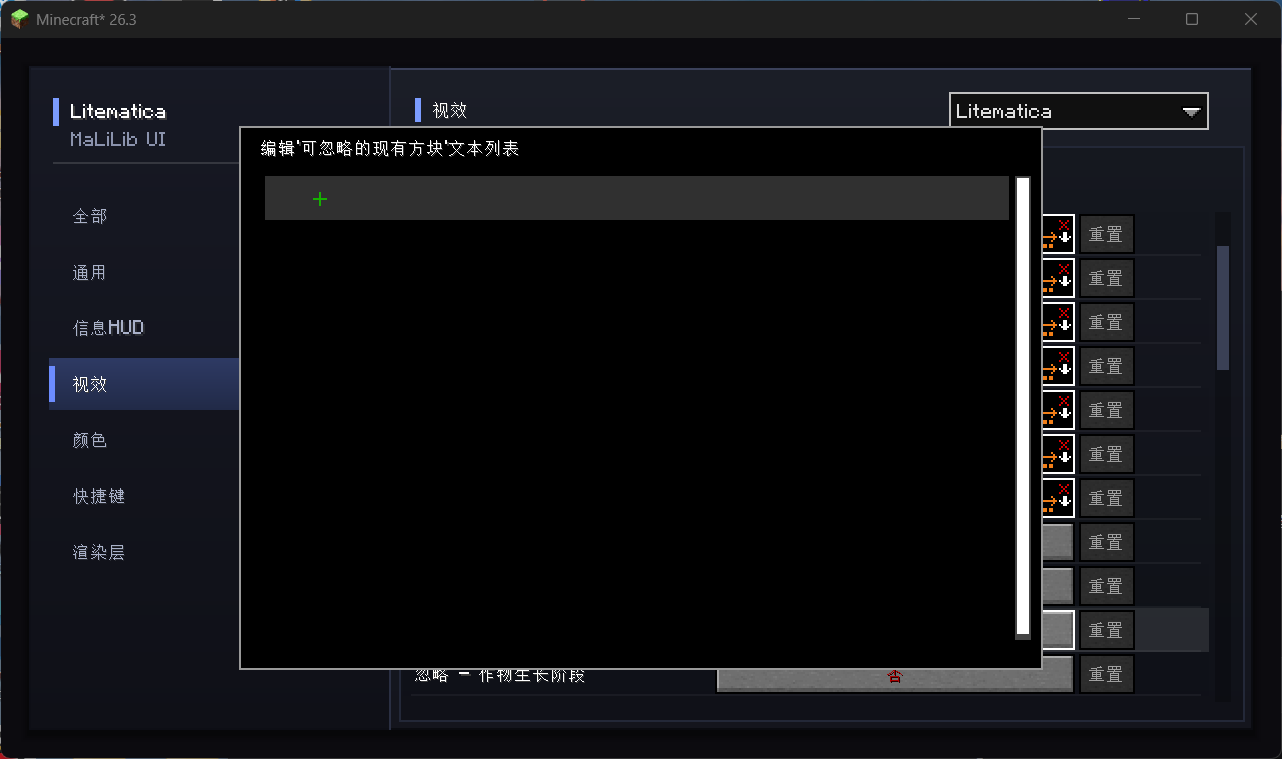 Minecraft* 26.3
Litematica
MaLiLib UI
视效
Litematica
编辑'可忽略的现有方块'文本列表
+
全部
通用
信息HUD
视效
颜色
快捷键
渲染层
重置
重置
重置
重置
重置
重置
重置
重置
重置
重置
忽略 - 作物生长阶段
否
重置